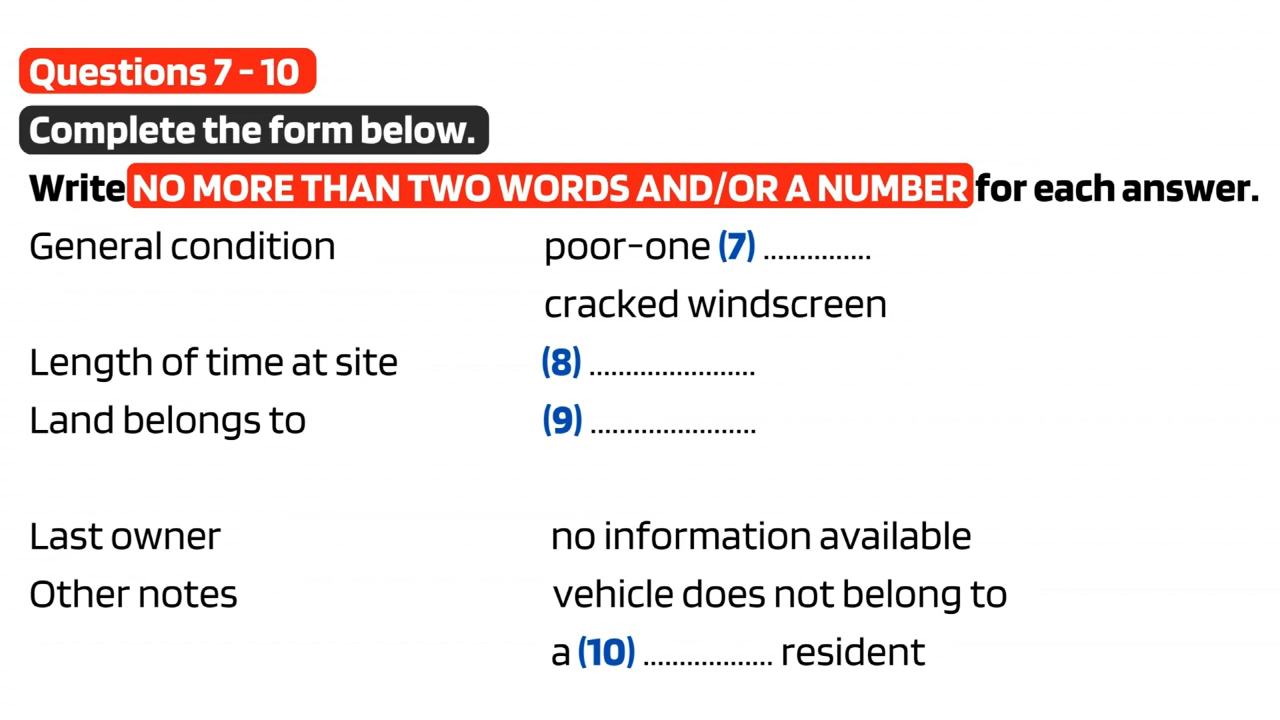 Questions 7 - 10
Complete the form below.
Write NO MORE THAN TWO WORDS AND/OR A NUMBER for each answer.
General condition poor-one (7) ...............
cracked windscreen
Length of time at site (8) .......................
Land belongs to (9) .......................
Last owner no information available
Other notes vehicle does not belong to
a (10) .................. resident